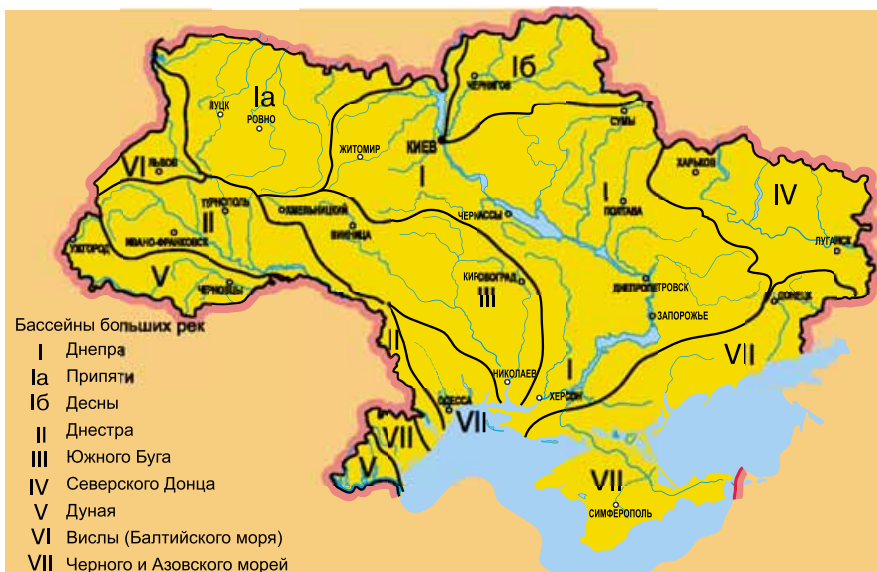 Iб
ЧЕРНИГОВ
Iа
ЛУЦК
РОВНО
СУМЫ
ЖИТОМИР
КИЕВ
VI
ЛЬВОВ
ХАРЬКОВ
I
I
IV
ТЕРНОПОЛЬ
ХМЕЛЬНИЦКИЙ
ЧЕРКАССЫ
ПОЛТАВА
II
ИВАНО-ФРАНКОВСК
ВИННИЦА
УЖГОРОД
ЛУГАНСК
V
ЧЕРНОВЦЫ
КИРОВОГРАД
III
ДНЕПРОПЕТРОВСК
ДОНЕЦК
ЗАПОРОЖЬЕ
II
VII
НИКОЛАЕВ
I
ХЕРСОН
ОДЕССА
VII
VII
V
VII
СИМФЕРОПОЛЬ
Бассейны больших рек
I Днепра
Iа Припяти
Iб Десны
II Днестра
III Южного Буга
IV Северского Донца
V Дуная
VI Вислы (Балтийского моря)
VII Черного и Азовского морей